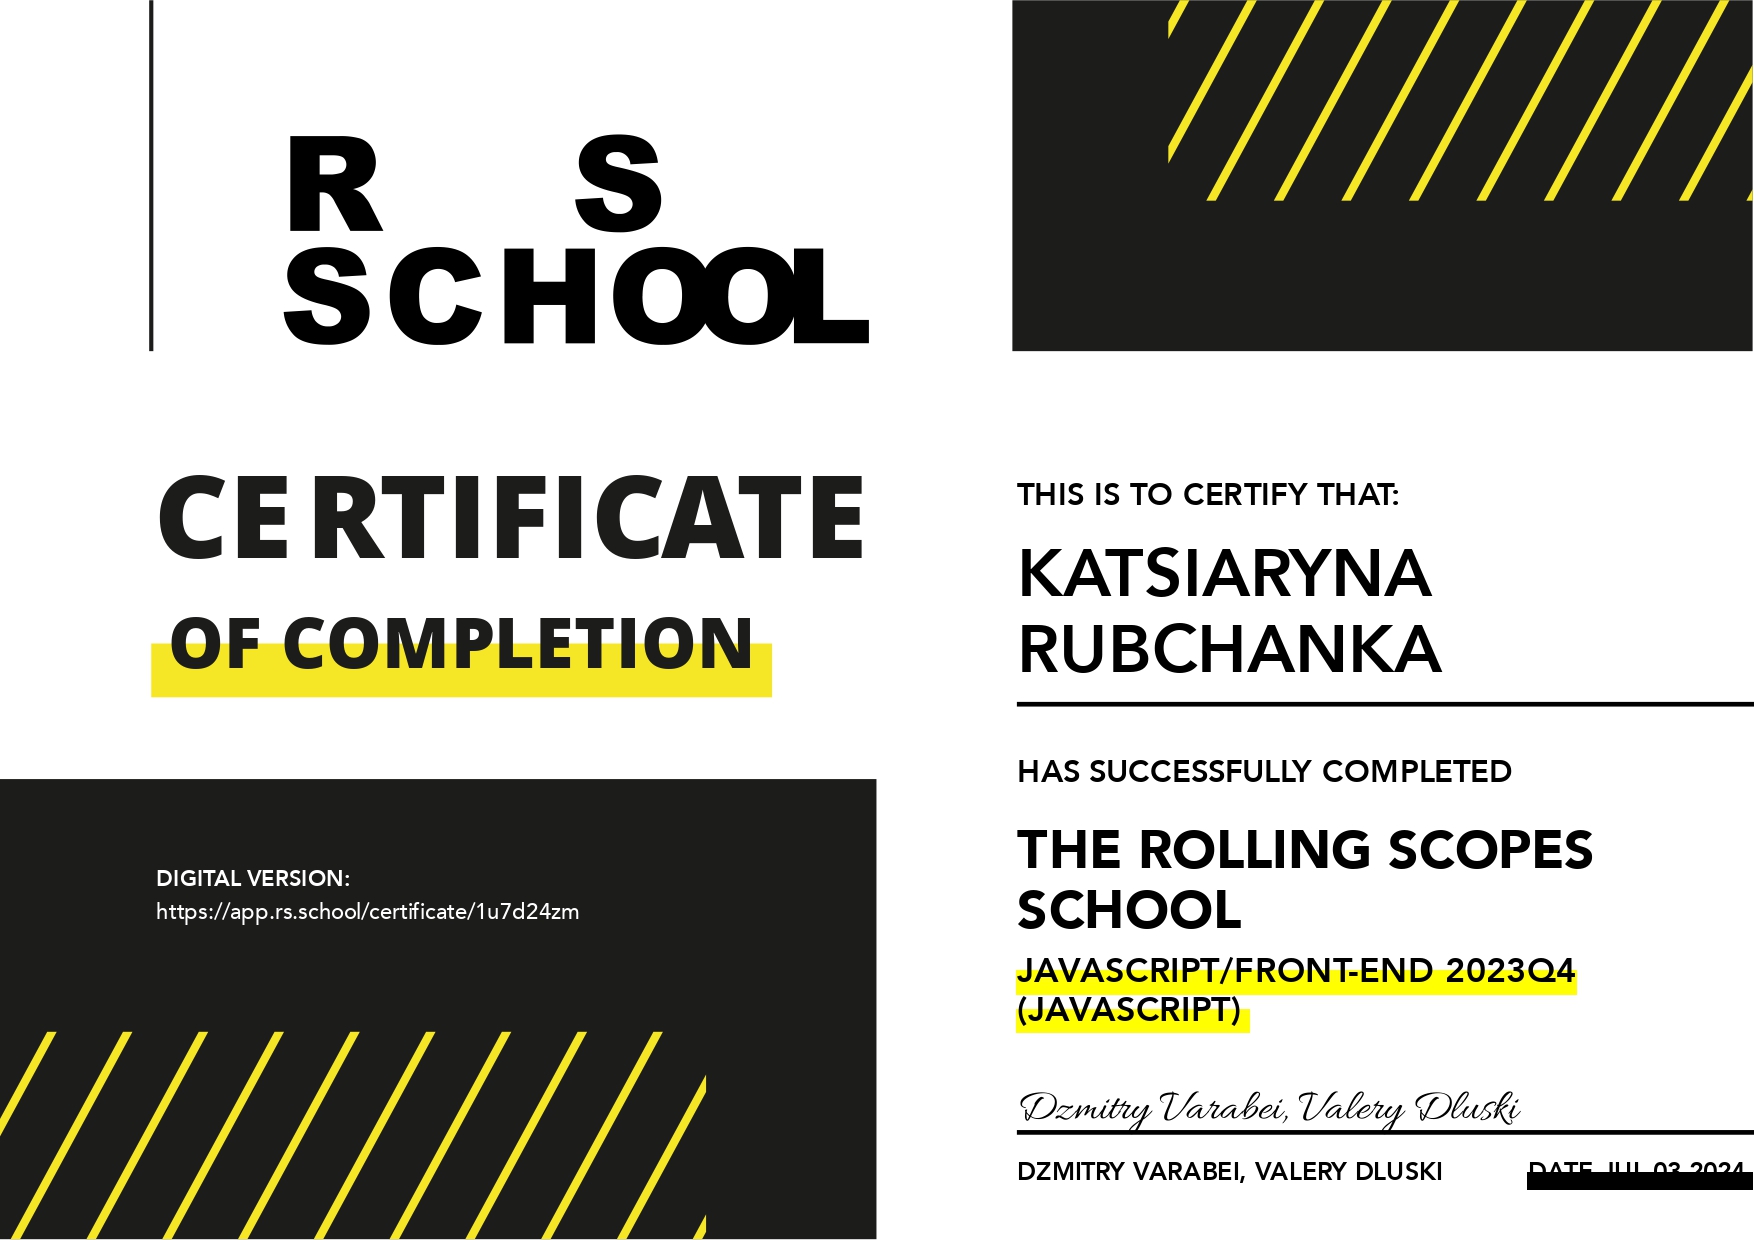 R S
SCHOOL
CERTIFICATE
OF COMPLETION
DIGITAL VERSION:
https://app.rs.school/certificate/1u7d24zm
THIS IS TO CERTIFY THAT:
KATSIARYNA
RUBCHANKA
HAS SUCCESSFULLY COMPLETED
THE ROLLING SCOPES
SCHOOL
JAVASCRIPT/FRONT-END 2023Q4
(JAVASCRIPT)
Dzmitry Varabei, Valery Dluski
DZMITRY VARABEI, VALERY DLUSKI
DATE JUL 03 2024